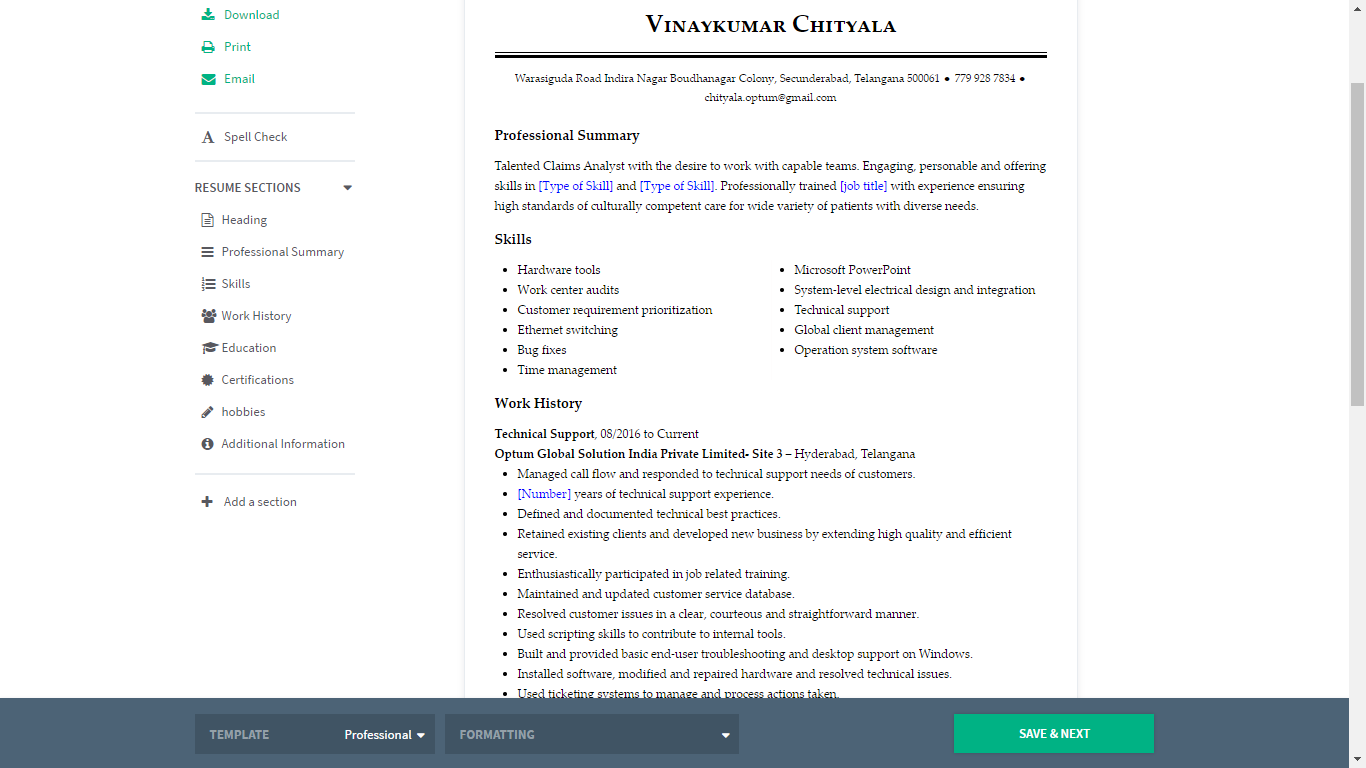 Download
Print
Email
Spell Check
RESUME SECTIONS
Heading
Professional Summary
Skills
Work History
Education
Certifications
hobbies
Additional Information
Add a section
Vinaykumar Chityala
Warasiguda Road Indira Nagar Boudhanagar Colony, Secunderabad, Telangana 500061 ● 779 928 7834 ●
chityala.optum@gmail.com
Professional Summary
Talented Claims Analyst with the desire to work with capable teams. Engaging, personable and offering
skills in [Type of Skill] and [Type of Skill]. Professionally trained [job title] with experience ensuring
high standards of culturally competent care for wide variety of patients with diverse needs.
Skills
• Hardware tools
• Work center audits
• Customer requirement prioritization
• Ethernet switching
• Bug fixes
• Time management
• Microsoft PowerPoint
• System-level electrical design and integration
• Technical support
• Global client management
• Operation system software
Work History
Technical Support, 08/2016 to Current
Optum Global Solution India Private Limited- Site 3 – Hyderabad, Telangana
• Managed call flow and responded to technical support needs of customers.
• [Number] years of technical support experience.
• Defined and documented technical best practices.
• Retained existing clients and developed new business by extending high quality and efficient
service.
• Enthusiastically participated in job related training.
• Maintained and updated customer service database.
• Resolved customer issues in a clear, courteous and straightforward manner.
• Used scripting skills to contribute to internal tools.
• Built and provided basic end-user troubleshooting and desktop support on Windows.
• Installed software, modified and repaired hardware and resolved technical issues.
• Used ticketing systems to manage and process actions taken.
TEMPLATE Professional
FORMATTING
SAVE & NEXT